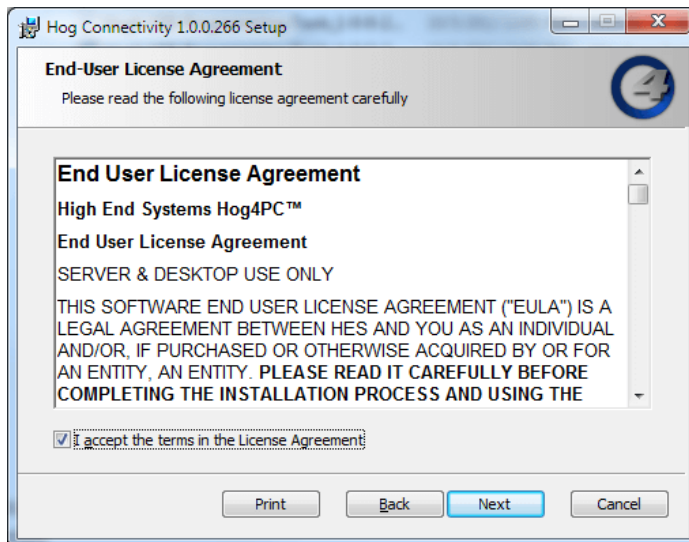 Hog Connectivity 1.0.0.266 Setup
End-User License Agreement
Please read the following license agreement carefully
4
End User License Agreement
High End Systems Hog4PC™
End User License Agreement
SERVER & DESKTOP USE ONLY
THIS SOFTWARE END USER LICENSE AGREEMENT ("EULA") IS A
LEGAL AGREEMENT BETWEEN HES AND YOU AS AN INDIVIDUAL
AND/OR, IF PURCHASED OR OTHERWISE ACQUIRED BY OR FOR
AN ENTITY, AN ENTITY. PLEASE READ IT CAREFULLY BEFORE
COMPLETING THE INSTALLATION PROCESS AND USING THE
I accept the terms in the License Agreement
Print Back Next Cancel